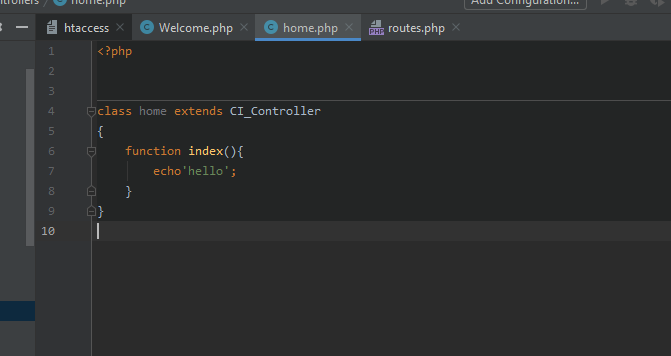 ntrollers / home.php Add Configuration...
htaccess Welcome.php home.php routes.php
1 <?php
2
3
4 class home extends CI_Controller
5 {
6 function index(){
7 echo'hello';
8 }
9 }
10